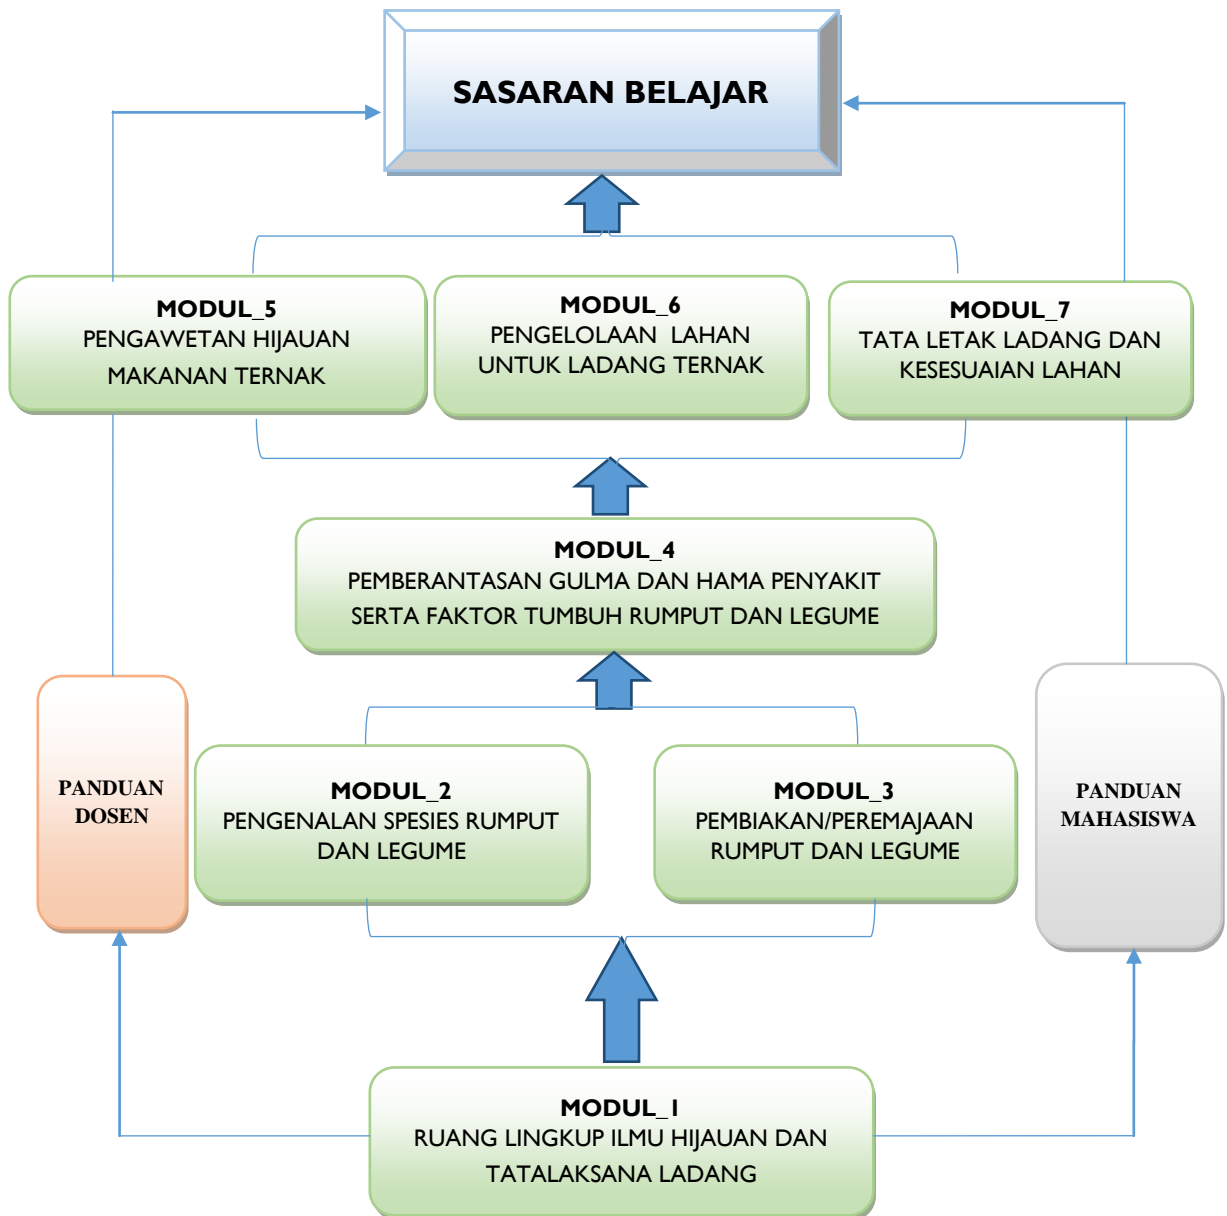 SASARAN BELAJAR
MODUL_5
PENGAWETAN HIJAUAN
MAKANAN TERNAK
MODUL_6
PENGELOLAAN LAHAN
UNTUK LADANG TERNAK
MODUL_7
TATA LETAK LADANG DAN
KESESUAIAN LAHAN
MODUL_4
PEMBERANTASAN GULMA DAN HAMA PENYAKIT
SERTA FAKTOR TUMBUH RUMPUT DAN LEGUME
PANDUAN
DOSEN
MODUL_2
PENGENALAN SPESIES RUMPUT
DAN LEGUME
MODUL_3
PEMBIAKAN/PEREMAJAAN
RUMPUT DAN LEGUME
PANDUAN
MAHASISWA
MODUL_1
RUANG LINGKUP ILMU HIJAUAN DAN
TATALAKSANA LADANG